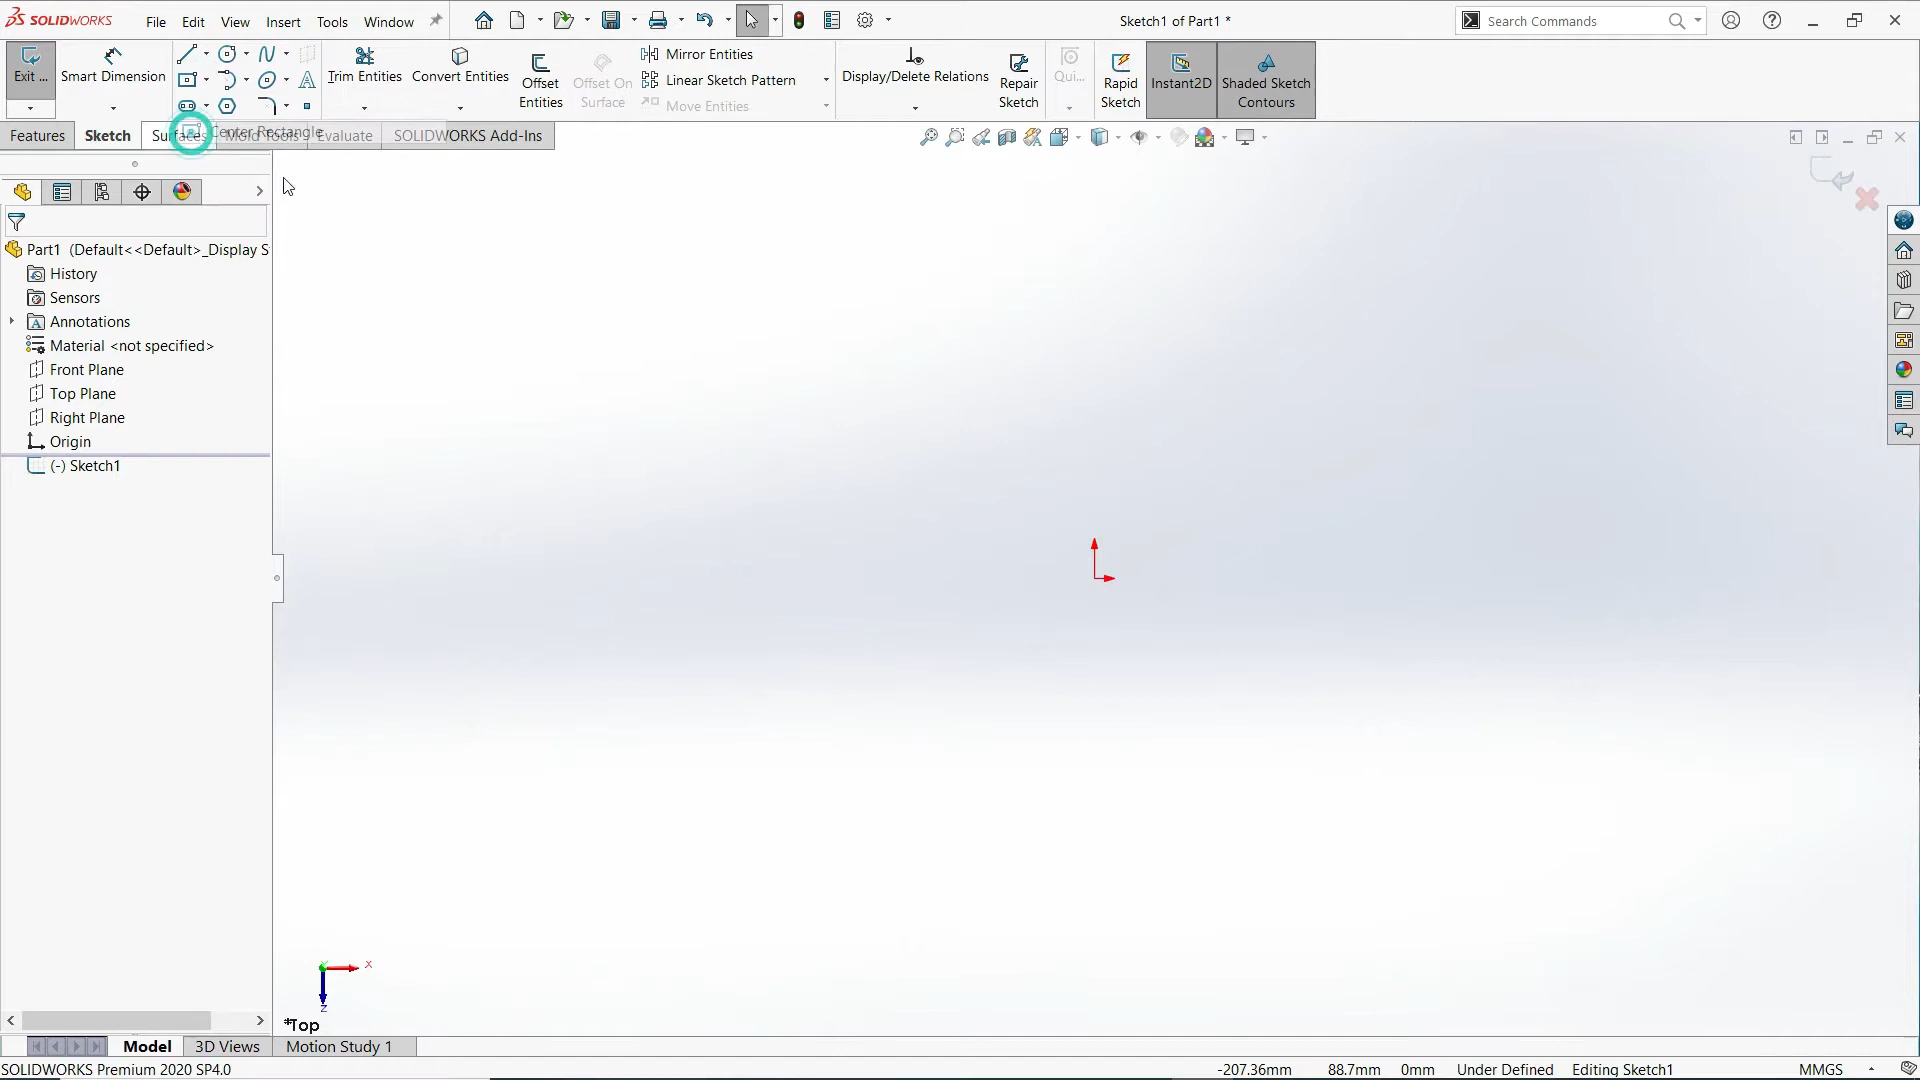 SOLIDWORKS File Edit View Insert Tools Window Sketch1 of Part1 * Search Commands
Exit ... Smart Dimension Trim Entities Convert Entities Offset Entities Offset On Surface Mirror Entities Display/Delete Relations Repair Sketch Qui... Rapid Sketch Instant2D Shaded Sketch Contours
Linear Sketch Pattern
Move Entities
Center Rectangle
Features Sketch Surfaces Mold Tools Evaluate SOLIDWORKS Add-Ins
Part1 (Default<<Default>_Display S
History
Sensors
Annotations
Material <not specified>
Front Plane
Top Plane
Right Plane
Origin
(-) Sketch1
X
Y
Z
*Top
Model 3D Views Motion Study 1
SOLIDWORKS Premium 2020 SP4.0 -207.36mm 88.7mm 0mm Under Defined Editing Sketch1 MMGS